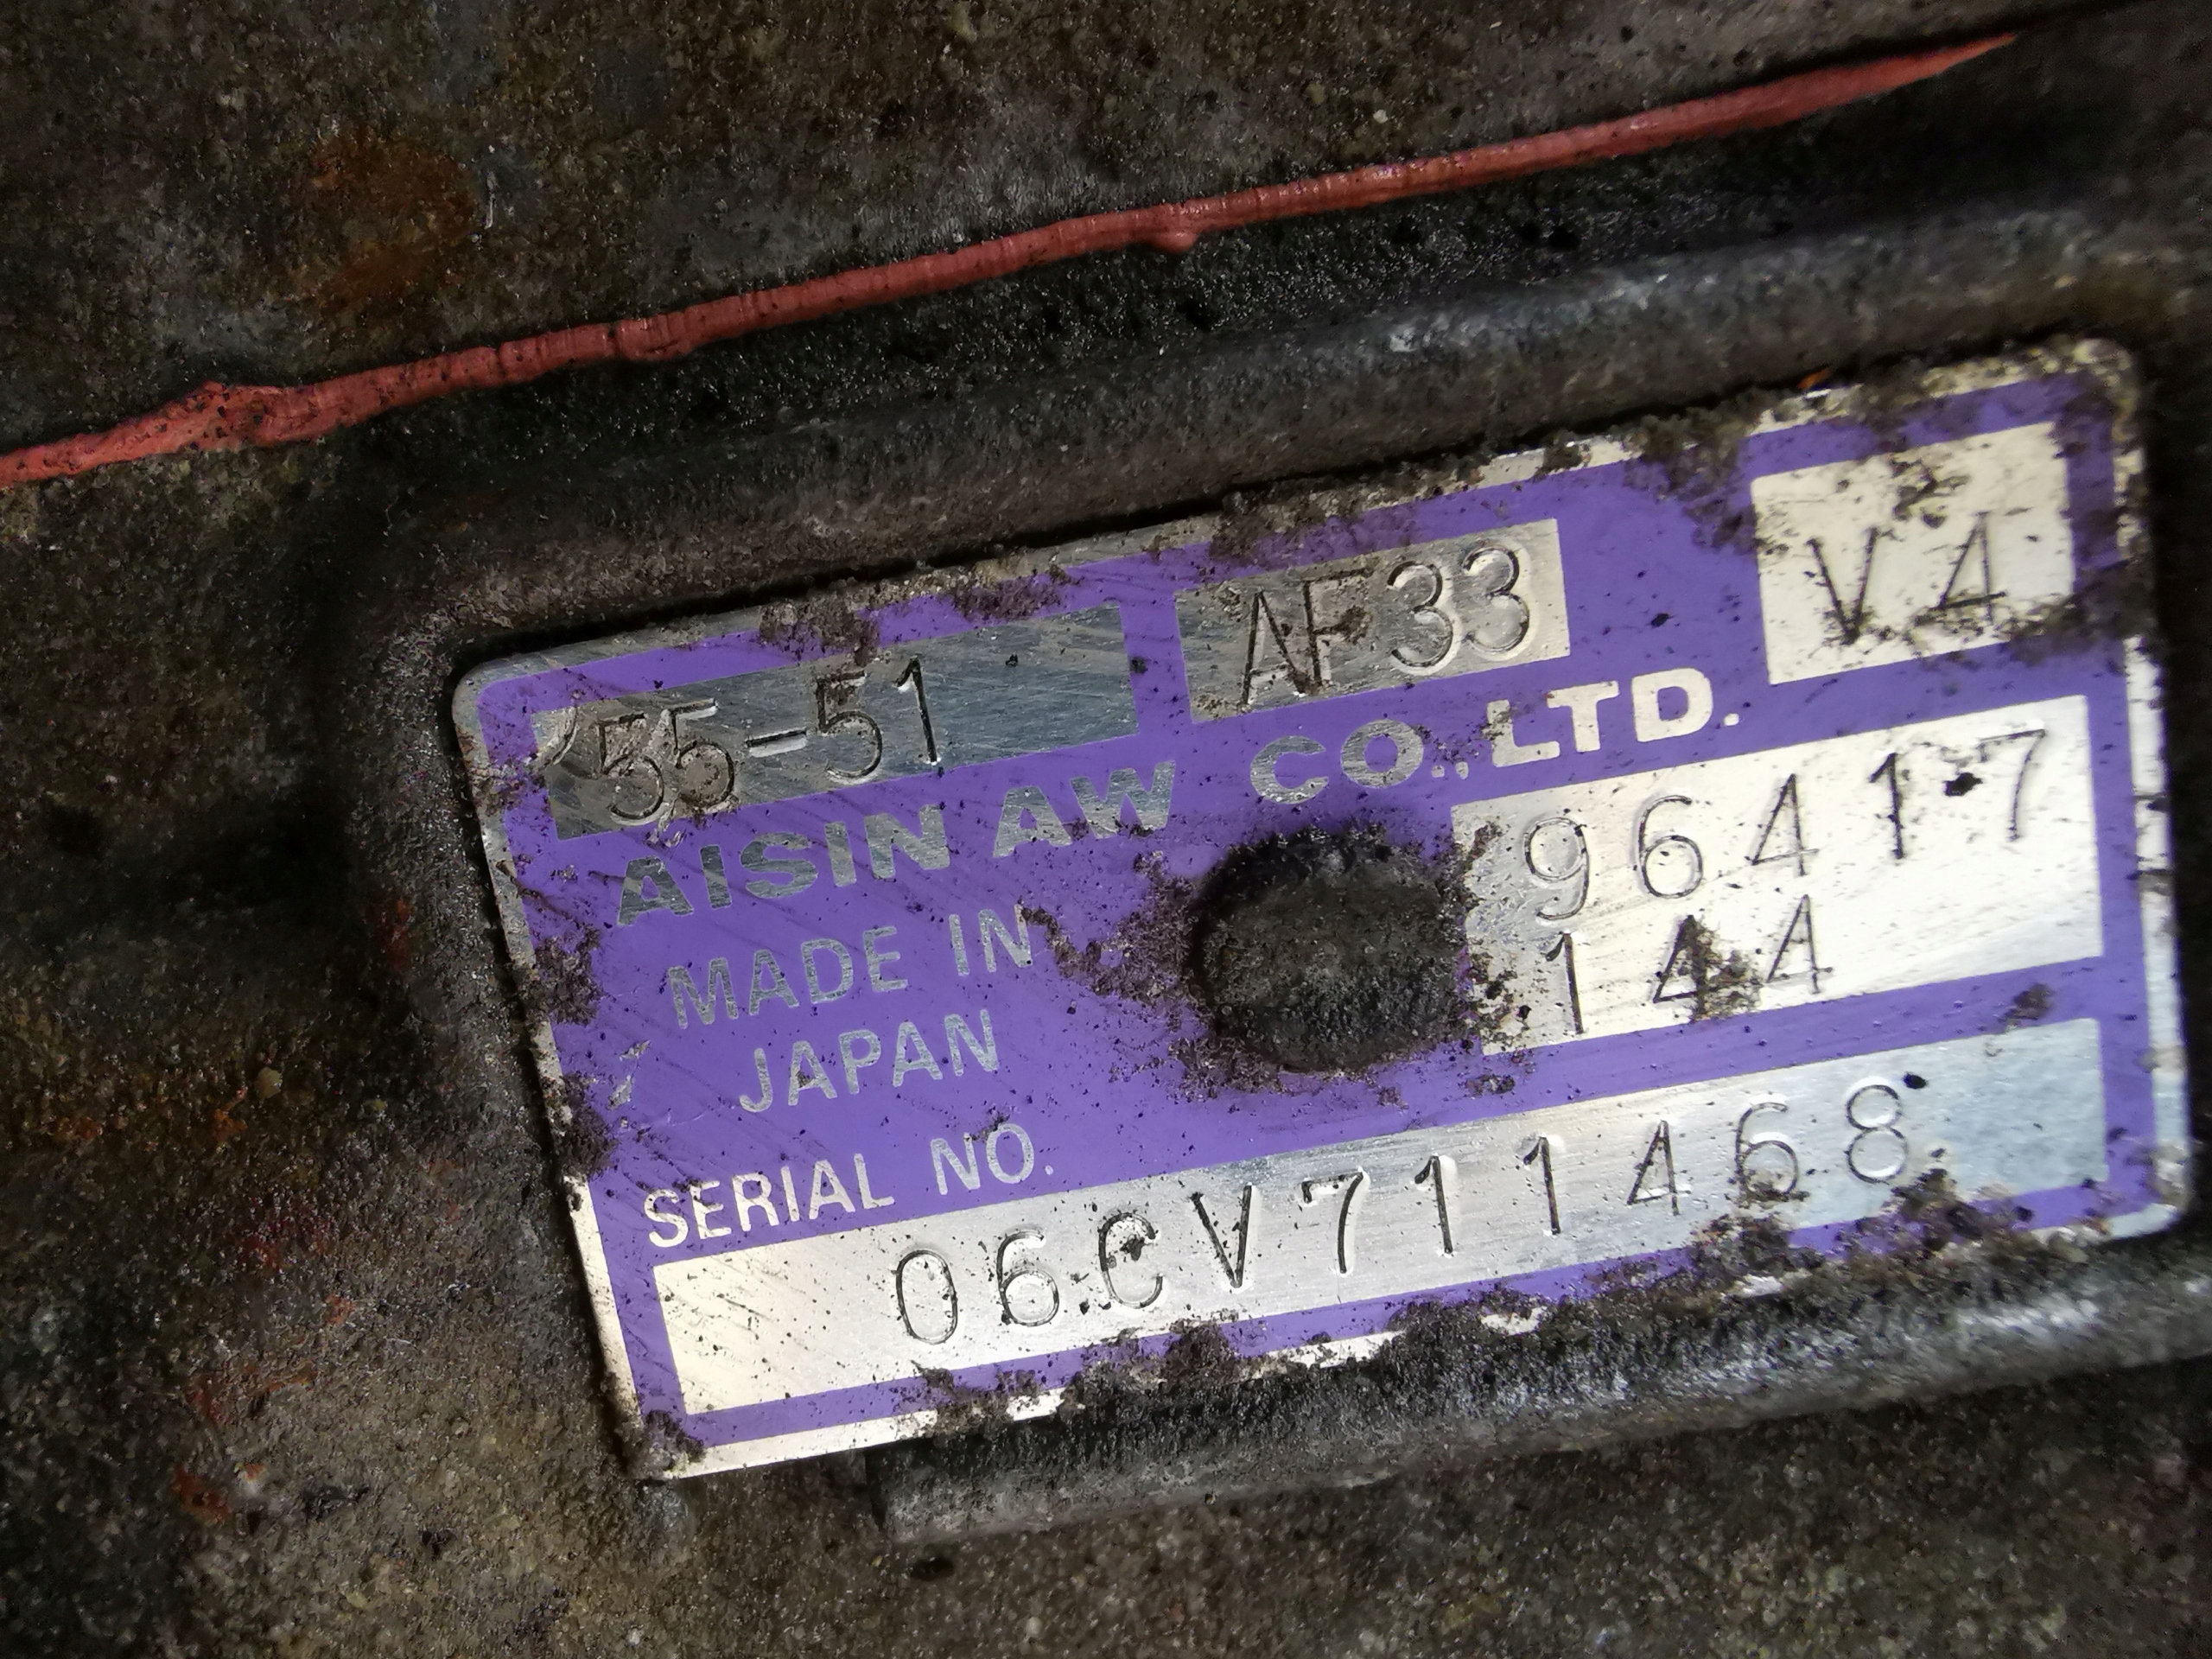 55-51 AF33 V4
AISIN AW CO., LTD.
MADE IN
JAPAN
96417
144
SERIAL NO.
06CV711468